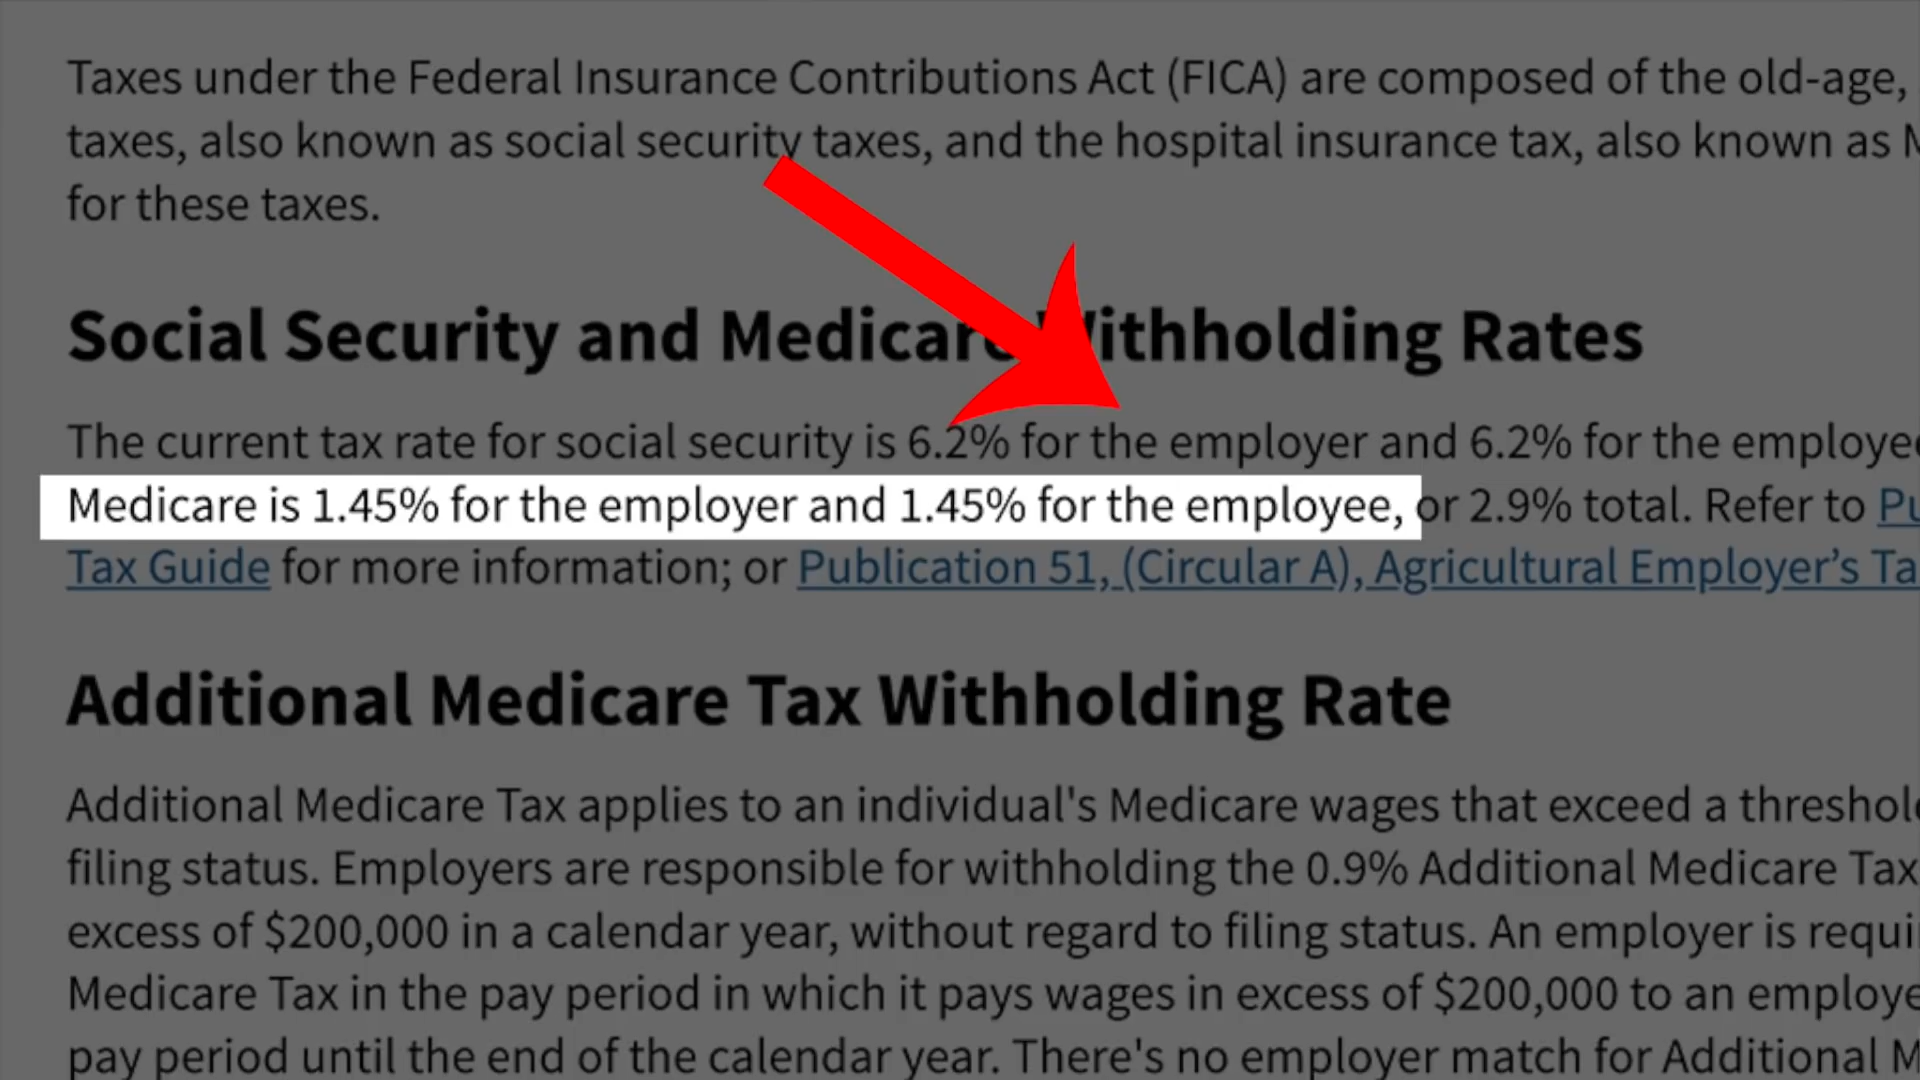 Taxes under the Federal Insurance Contributions Act (FICA) are composed of the old-age,
taxes, also known as social security taxes, and the hospital insurance tax, also known as M
for these taxes.
Social Security and Medicare Withholding Rates
The current tax rate for social security is 6.2% for the employer and 6.2% for the employee
Medicare is 1.45% for the employer and 1.45% for the employee, or 2.9% total. Refer to Pu
Tax Guide for more information; or Publication 51, (Circular A), Agricultural Employer’s Ta
Additional Medicare Tax Withholding Rate
Additional Medicare Tax applies to an individual's Medicare wages that exceed a threshold
filing status. Employers are responsible for withholding the 0.9% Additional Medicare Tax
excess of $200,000 in a calendar year, without regard to filing status. An employer is requi
Medicare Tax in the pay period in which it pays wages in excess of $200,000 to an employe
pay period until the end of the calendar year. There's no employer match for Additional M